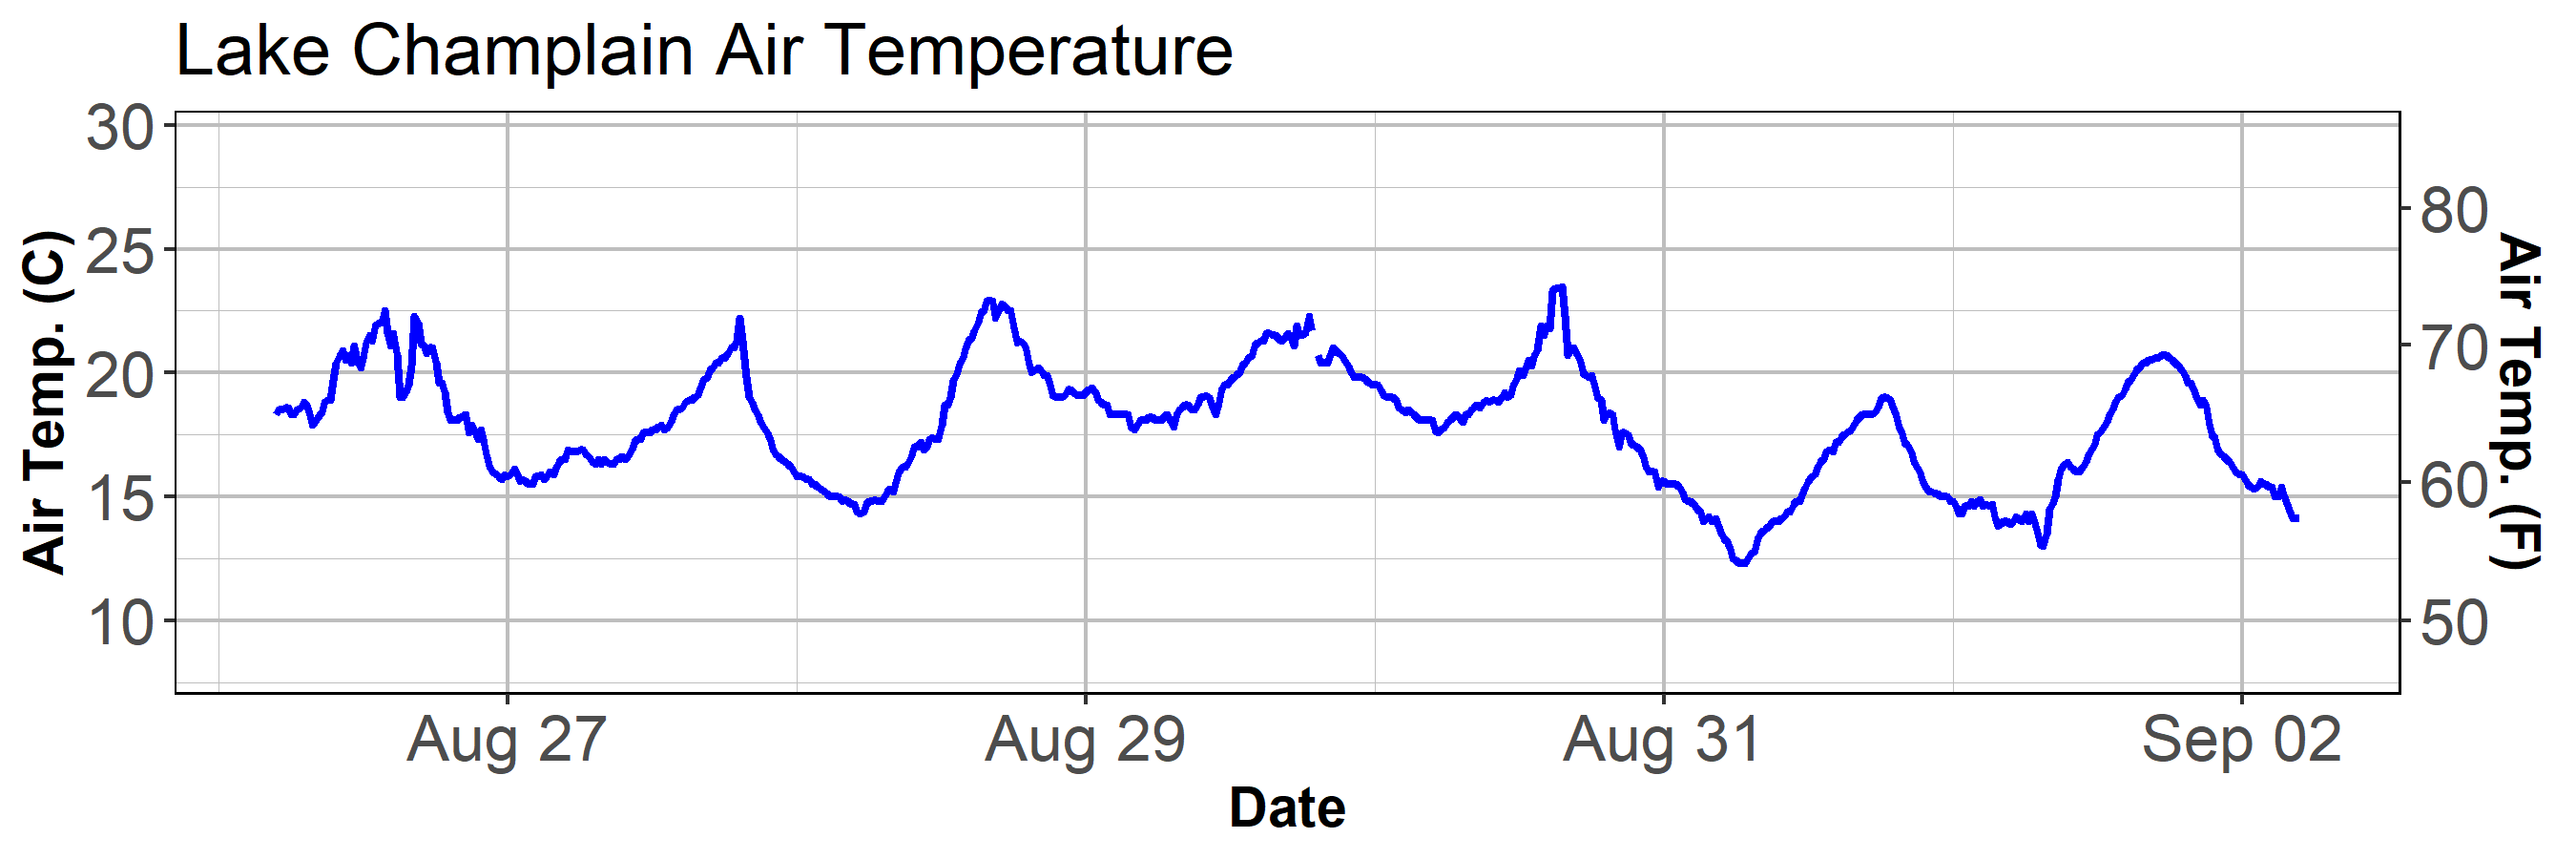 Lake Champlain Air Temperature
30
25
20
15
10
Air Temp. (C)
80
70
60
50
Air Temp. (F)
Aug 27 Aug 29 Aug 31 Sep 02
Date